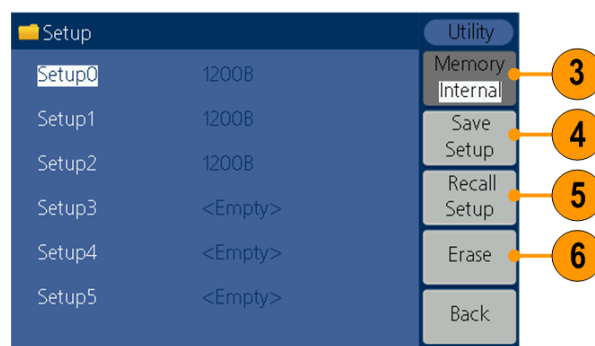 Setup
Utility
Setup0 1200B
Setup1 1200B
Setup2 1200B
Setup3 <Empty>
Setup4 <Empty>
Setup5 <Empty>
Memory
Internal
Save
Setup
Recall
Setup
Erase
Back
3
4
5
6